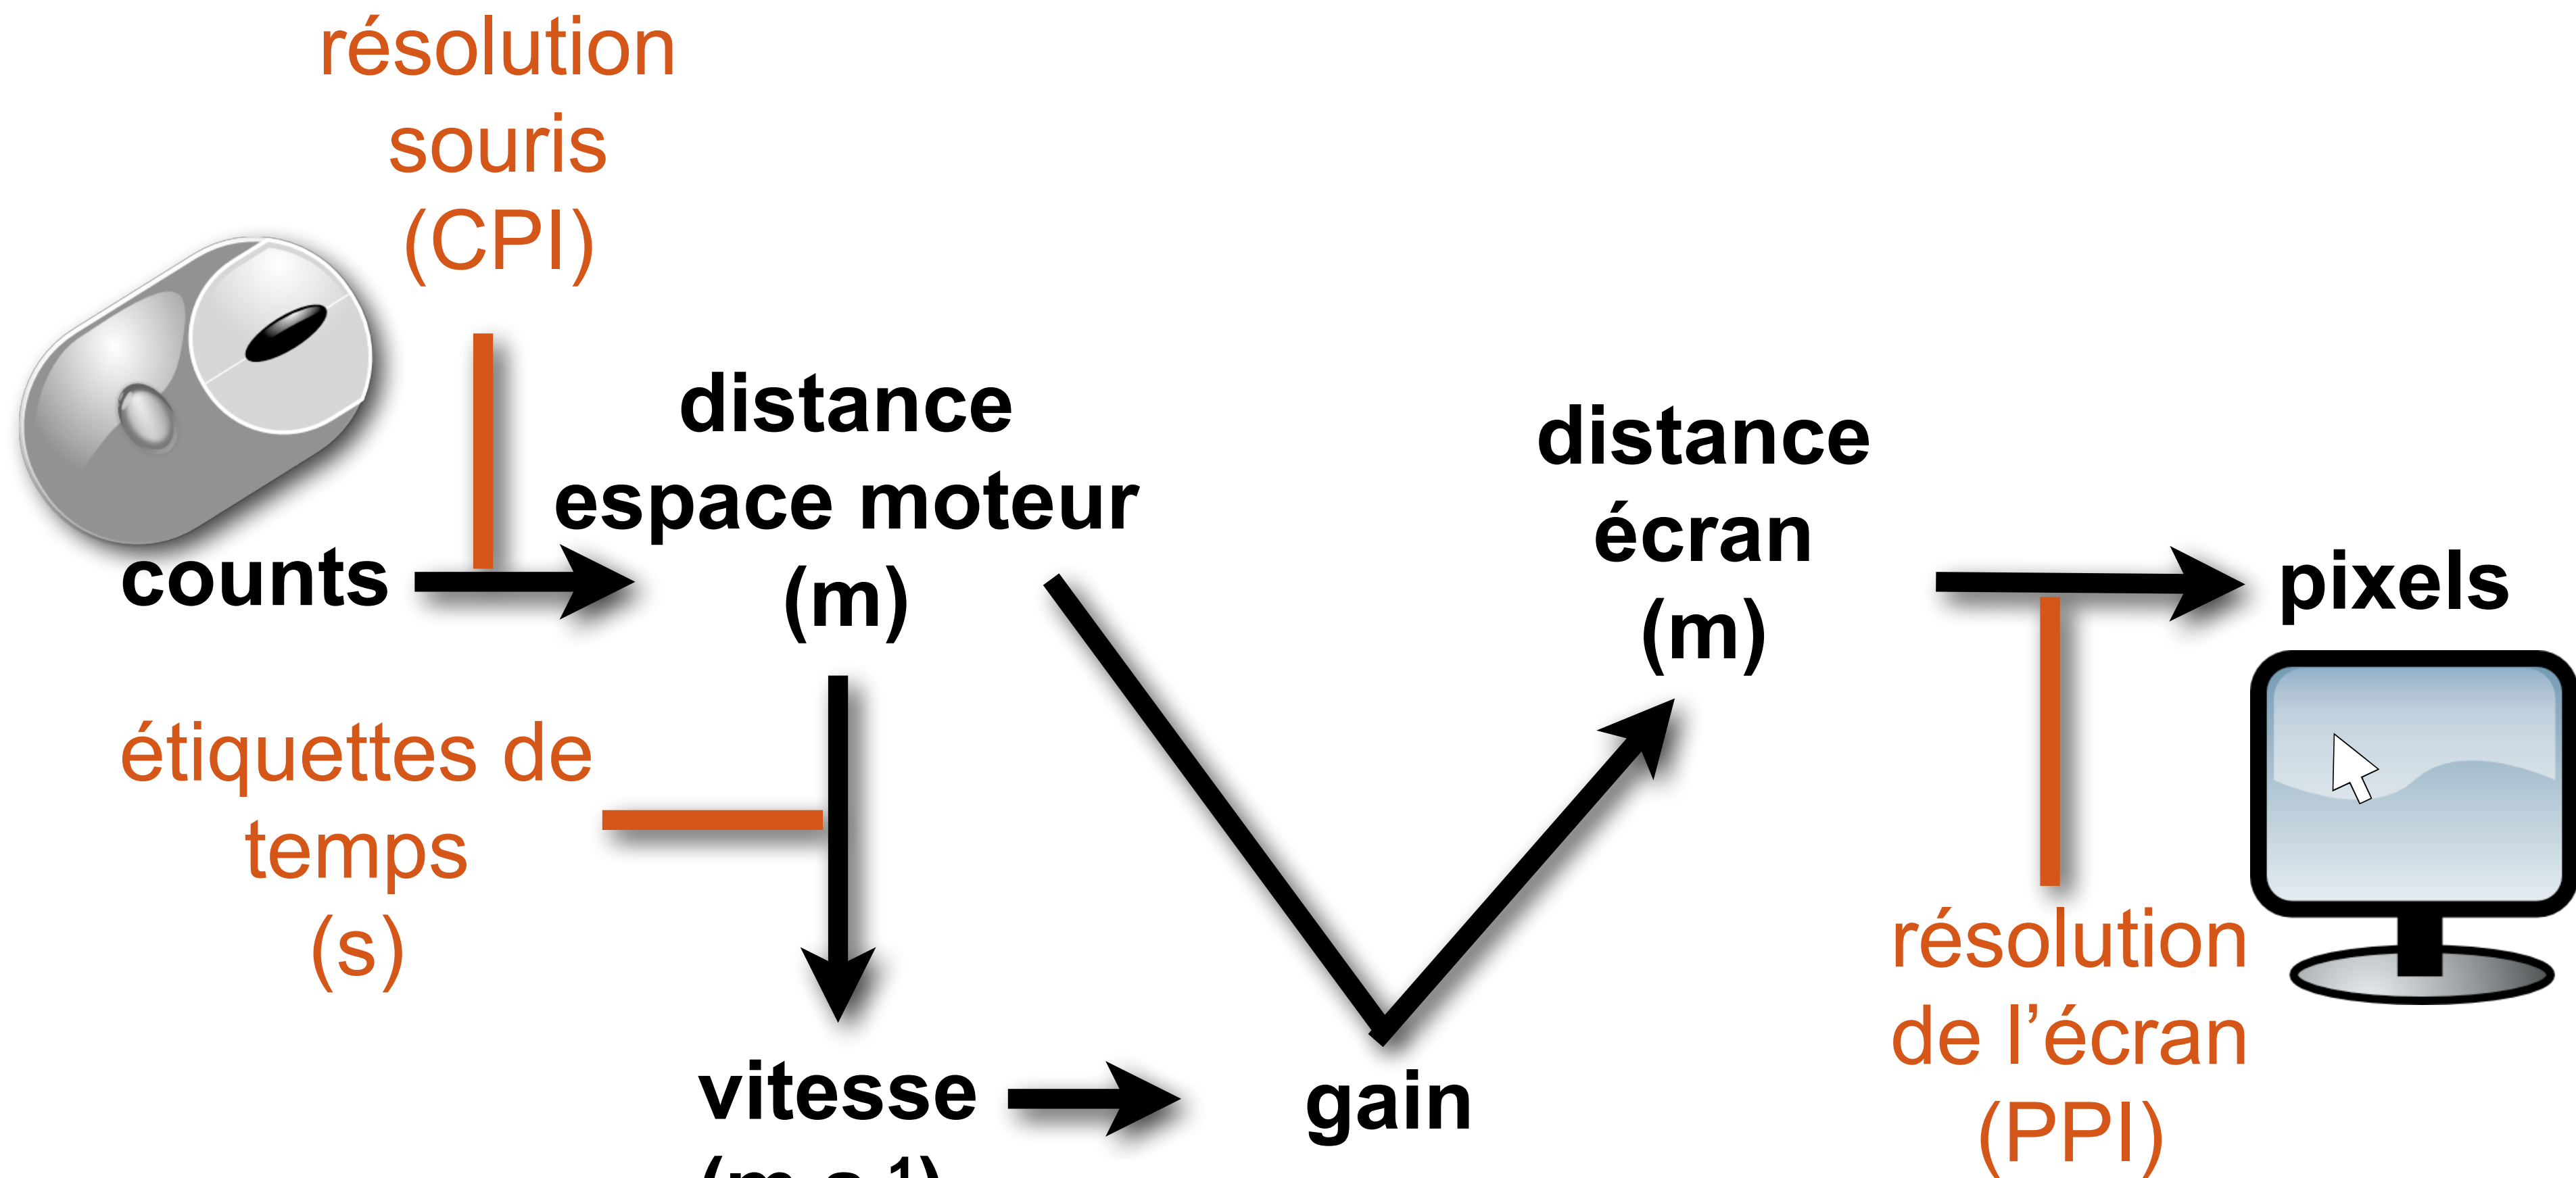 résolution
souris
(CPI)
distance
espace moteur
(m)
counts
étiquettes de
temps
(s)
vitesse
gain
distance
écran
(m)
pixels
résolution
de l’écran
(PPI)